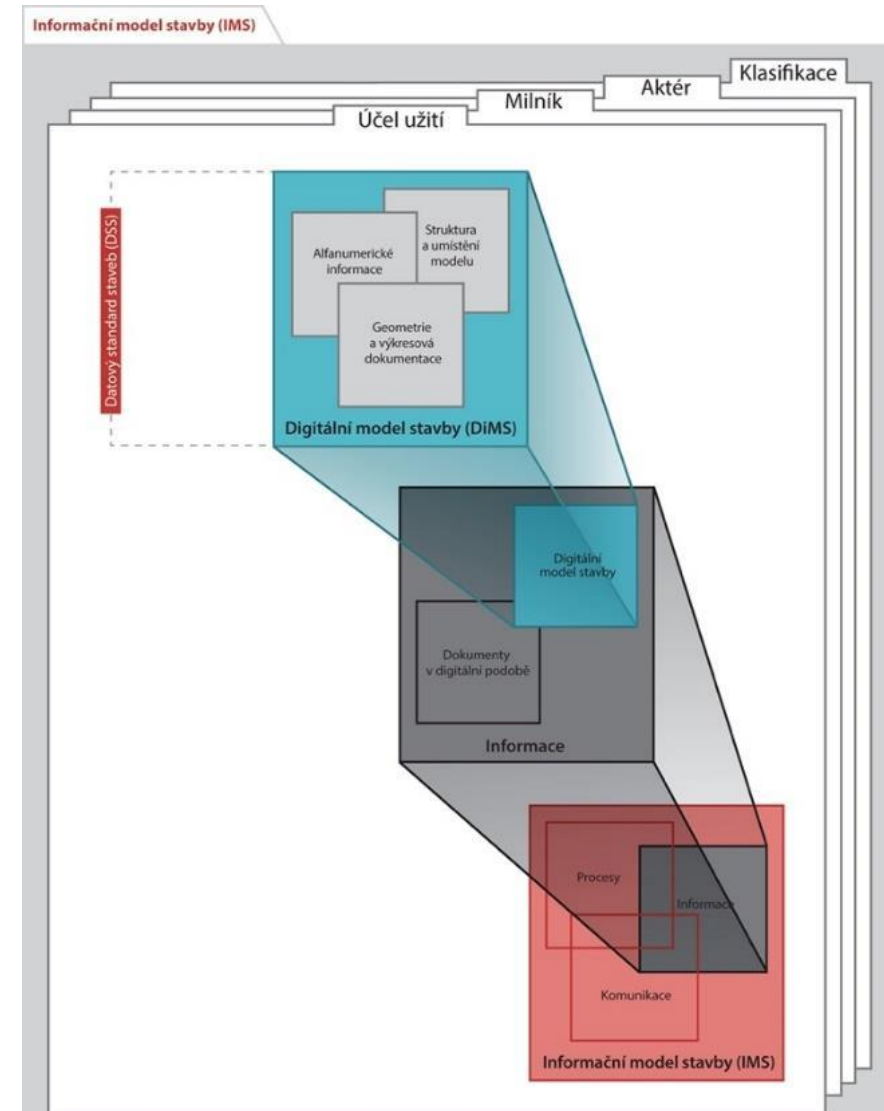 Informační model stavby (IMS)
Klasifikace
Aktér
Milník
Účel užití
Datový standard staveb (DSS)
Struktura
a umístění
modelu
Alfanumerické
informace
Geometrie
a výkresová
dokumentace
Digitální model stavby (DiMS)
Digitální
model stavby
Dokumenty
v digitální podobě
Informace
Procesy
Informace
Komunikace
Informační model stavby (IMS)